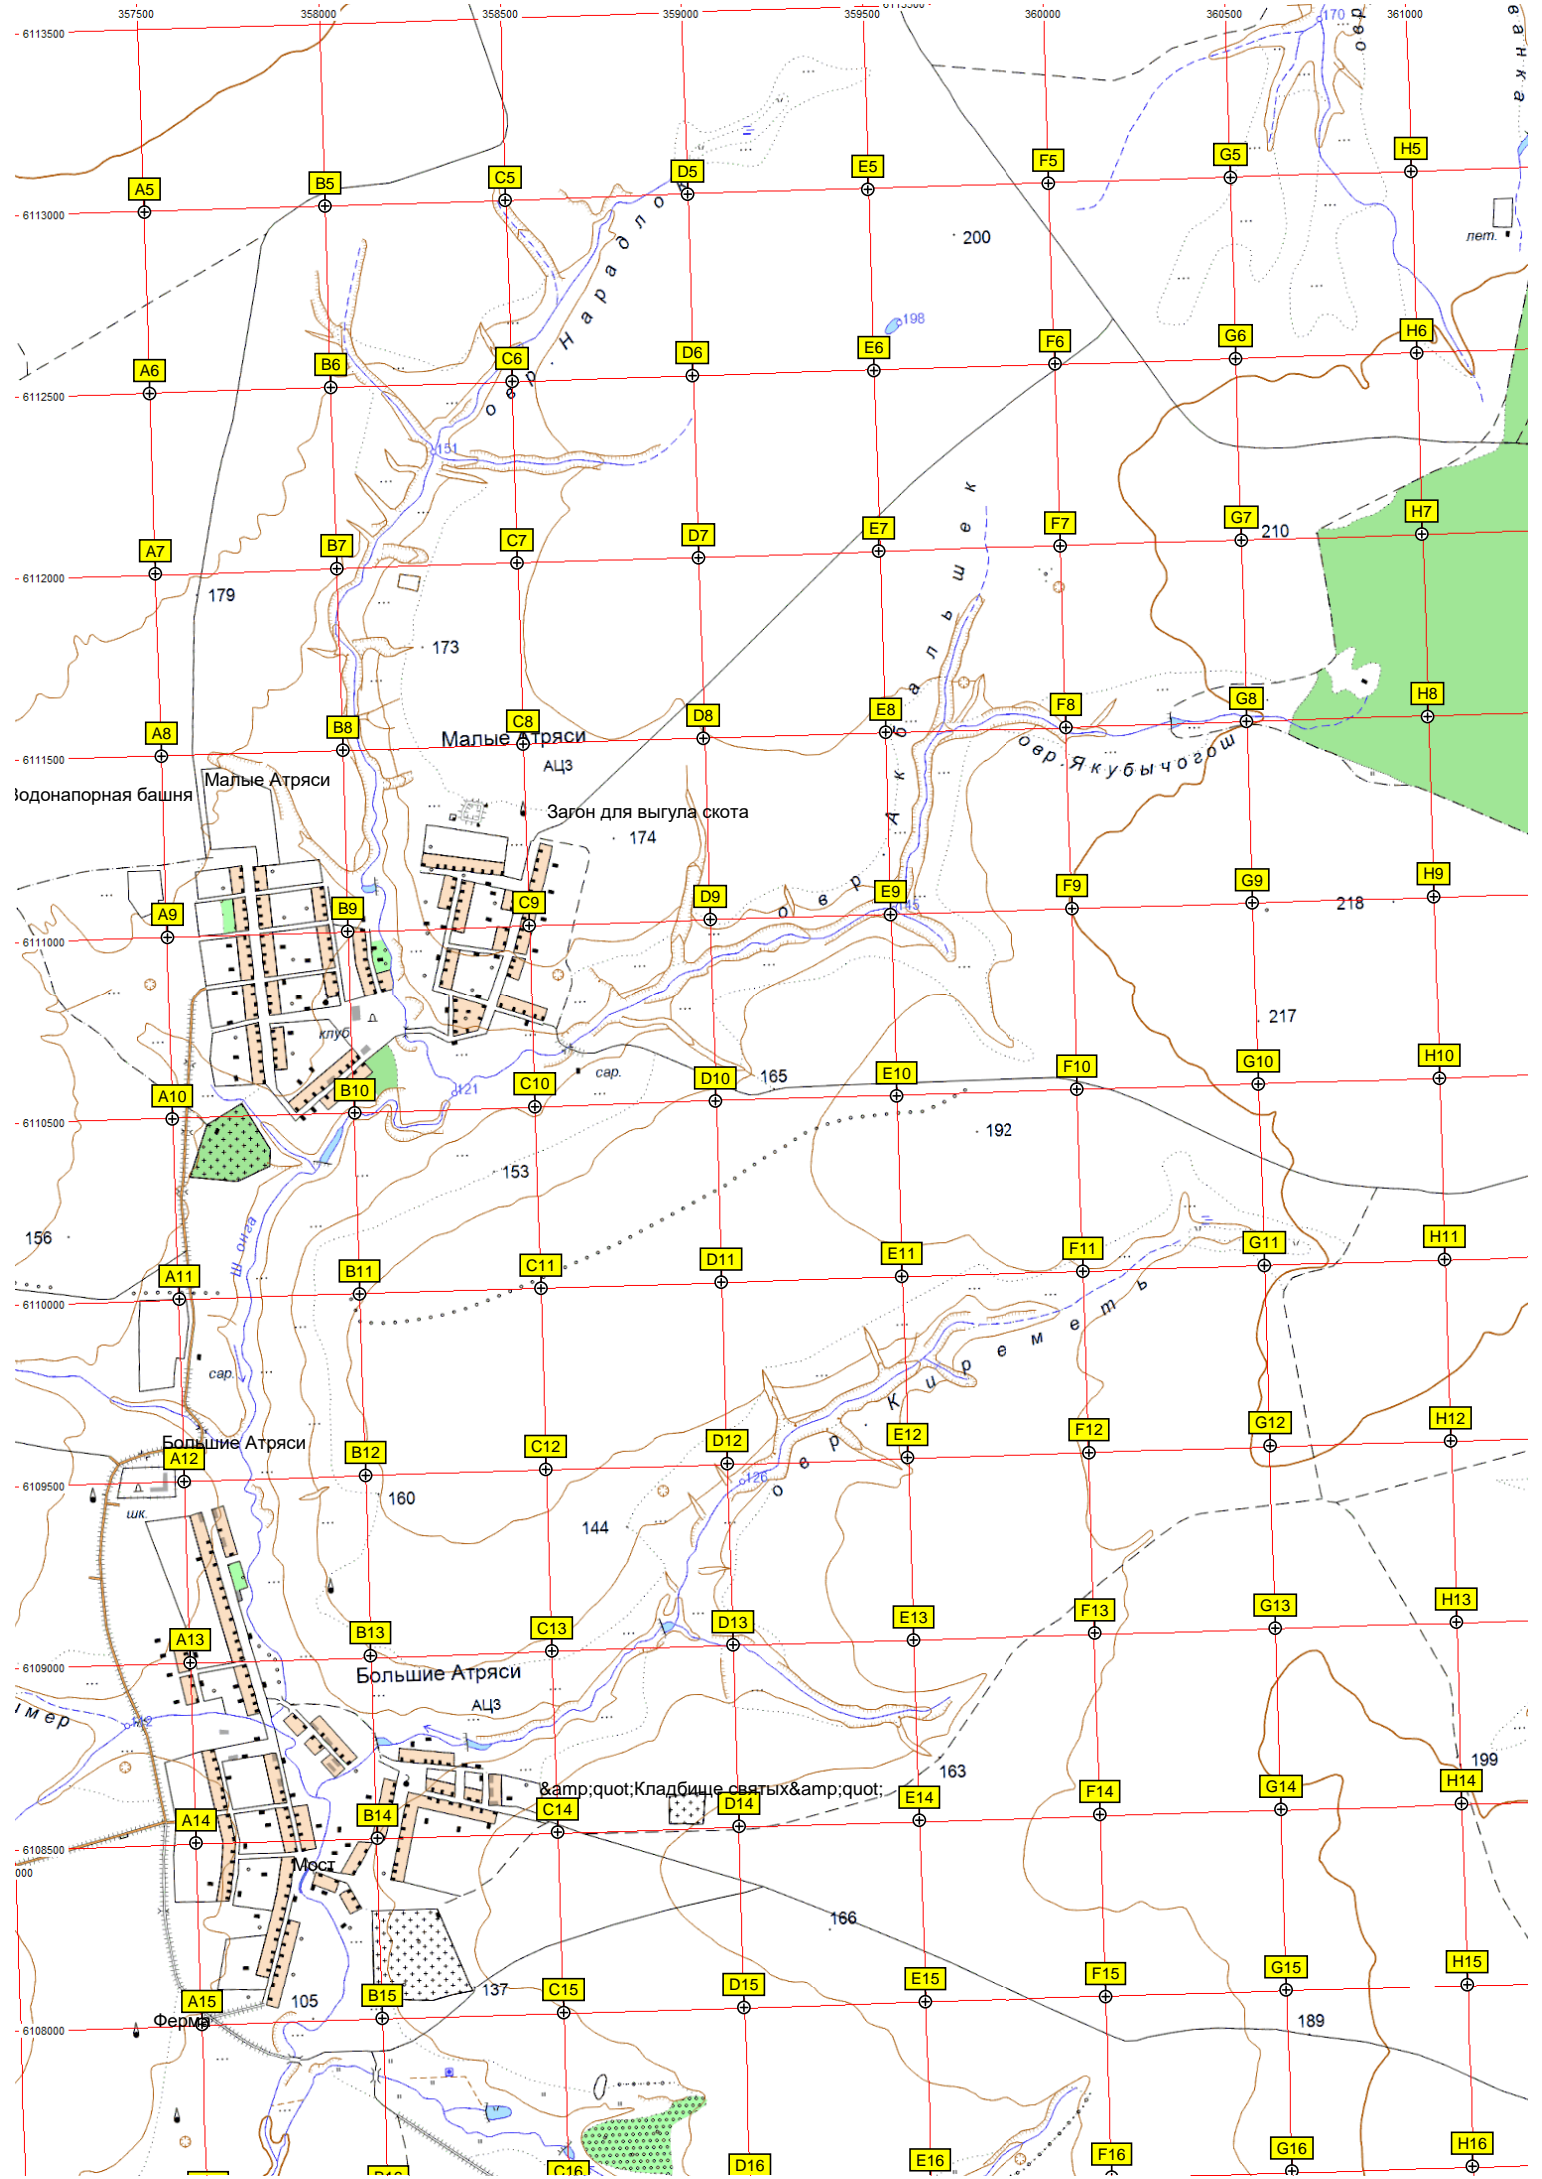 357500 358000 358500 359000 359500 360000 360500 361000
6113500
170
A5 B5 C5 D5 E5 F5 G5 H5
6113000
200
лет.
овр. Нарадлок
198
A6 B6 C6 D6 E6 F6 G6 H6
6112500
151
A7 B7 C7 D7 E7 F7 G7 H7
210
6112000
179
173
овр. Акбальшек
A8 B8 C8 D8 E8 F8 G8 H8
6111500
Малые Атряси
АЦЗ
овр. Якубычогош
Малые Атряси
Водонапорная башня
Загон для выгула скота
174
A9 B9 C9 D9 E9 F9 G9 H9
145
218
6111000
217
клуб
сар.
165
121
A10 B10 C10 D10 E10 F10 G10 H10
6110500
192
153
156
Шонга
A11 B11 C11 D11 E11 F11 G11 H11
6110000
овр. Киреметь
сар.
Большие Атряси
A12 B12 C12 D12 E12 F12 G12 H12
6109500
126
шк.
160
144
A13 B13 C13 D13 E13 F13 G13 H13
6109000
Большие Атряси
АЦЗ
имер
112
199
163
&amp;quot;Кладбище святых&amp;quot;
A14 B14 C14 D14 E14 F14 G14 H14
6108500
000
Мост
166
A15 B15 C15 D15 E15 F15 G15 H15
137
105
Ферма
189
6108000
B16 C16 D16 E16 F16 G16 H16